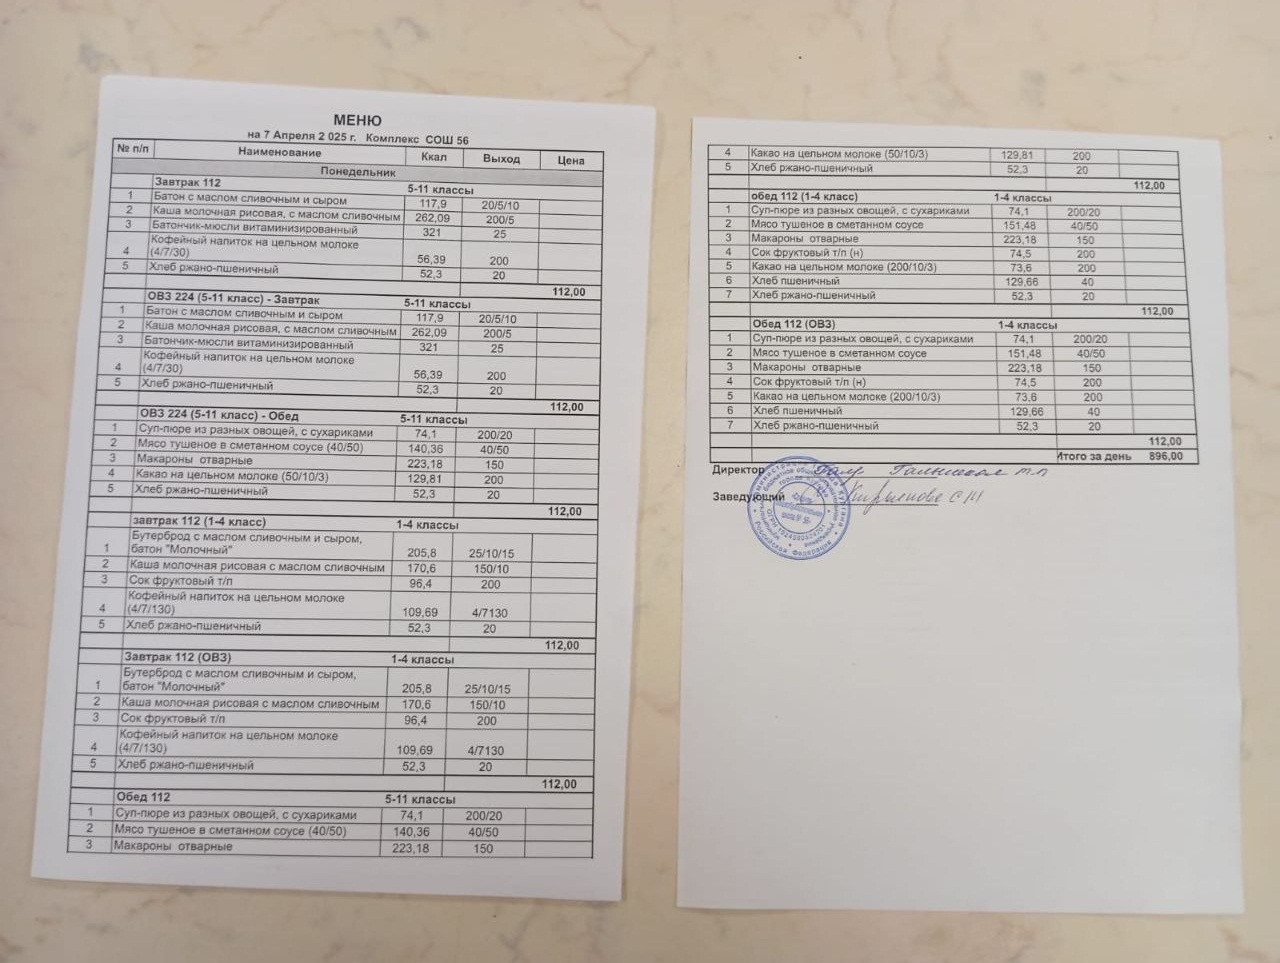 МЕНЮ
на 7 Апреля 2 025 г. Комплекс СОШ 56
№ п/п Наименование Ккал Выход Цена
Понедельник
Завтрак 112 5-11 классы
1 Батон с маслом сливочным и сыром 117,9 20/5/10
2 Каша молочная рисовая, с маслом сливочным 262,09 200/5
3 Батончик-мюсли витаминизированный 321 25
Кофейный напиток на цельном молоке
4 (4/7/30) 56,39 200
5 Хлеб ржано-пшеничный 52,3 20
112,00
ОВЗ 224 (5-11 класс) - Завтрак 5-11 классы
1 Батон с маслом сливочным и сыром 117,9 20/5/10
2 Каша молочная рисовая, с маслом сливочным 262,09 200/5
3 Батончик-мюсли витаминизированный 321 25
Кофейный напиток на цельном молоке
4 (4/7/30) 56,39 200
5 Хлеб ржано-пшеничный 52,3 20
112,00
ОВЗ 224 (5-11 класс) - Обед 5-11 классы
1 Суп-пюре из разных овощей, с сухариками 74,1 200/20
2 Мясо тушеное в сметанном соусе (40/50) 140,36 40/50
3 Макароны отварные 223,18 150
4 Какао на цельном молоке (50/10/3) 129,81 200
5 Хлеб ржано-пшеничный 52,3 20
112,00
завтрак 112 (1-4 класс) 1-4 классы
Бутерброд с маслом сливочным и сыром,
1 батон "Молочный" 205,8 25/10/15
2 Каша молочная рисовая с маслом сливочным 170,6 150/10
3 Сок фруктовый т/п 96,4 200
Кофейный напиток на цельном молоке
4 (4/7/130) 109,69 4/7130
5 Хлеб ржано-пшеничный 52,3 20
112,00
Завтрак 112 (ОВЗ) 1-4 классы
Бутерброд с маслом сливочным и сыром,
1 батон "Молочный" 205,8 25/10/15
2 Каша молочная рисовая с маслом сливочным 170,6 150/10
3 Сок фруктовый т/п 96,4 200
Кофейный напиток на цельном молоке
4 (4/7/130) 109,69 4/7130
5 Хлеб ржано-пшеничный 52,3 20
112,00
Обед 112 5-11 классы
1 Суп-пюре из разных овощей, с сухариками 74,1 200/20
2 Мясо тушеное в сметанном соусе (40/50) 140,36 40/50
3 Макароны отварные 223,18 150
4 Какао на цельном молоке (50/10/3) 129,81 200
5 Хлеб ржано-пшеничный 52,3 20
112,00
обед 112 (1-4 класс) 1-4 классы
1 Суп-пюре из разных овощей, с сухариками 74,1 200/20
2 Мясо тушеное в сметанном соусе 151,48 40/50
3 Макароны отварные 223,18 150
4 Сок фруктовый т/п (н) 74,5 200
5 Какао на цельном молоке (200/10/3) 73,6 200
6 Хлеб пшеничный 129,66 40
7 Хлеб ржано-пшеничный 52,3 20
112,00
Обед 112 (ОВЗ) 1-4 классы
1 Суп-пюре из разных овощей, с сухариками 74,1 200/20
2 Мясо тушеное в сметанном соусе 151,48 40/50
3 Макароны отварные 223,18 150
4 Сок фруктовый т/п (н) 74,5 200
5 Какао на цельном молоке (200/10/3) 73,6 200
6 Хлеб пшеничный 129,66 40
7 Хлеб ржано-пшеничный 52,3 20
112,00
Итого за день 896,00
Директор
Заведующий
Российская Федерация